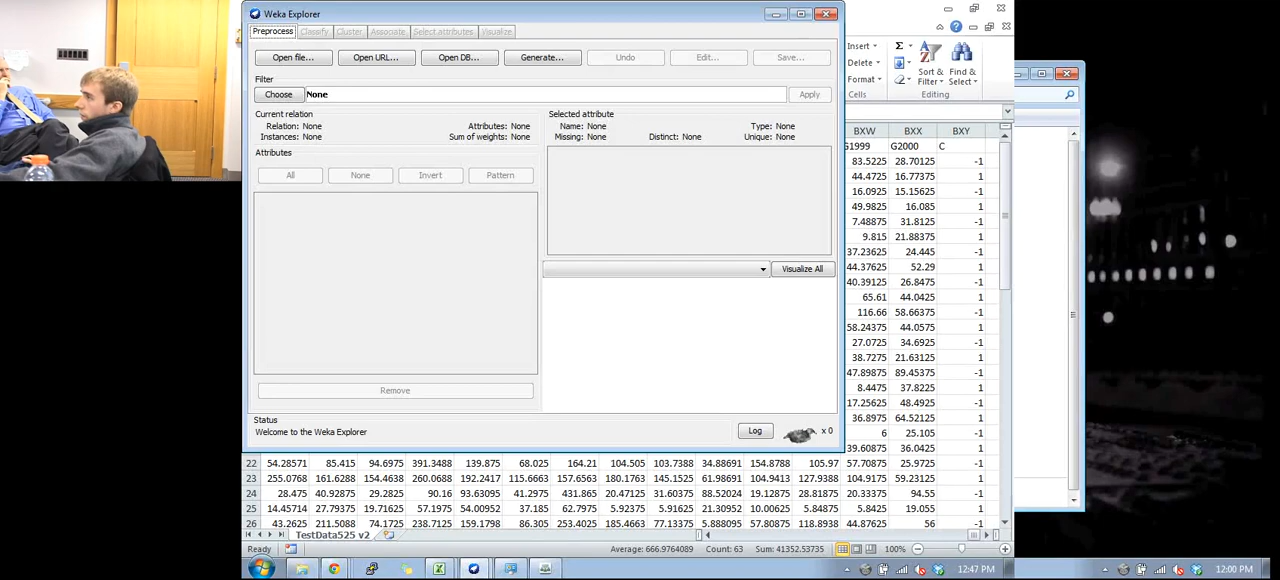 Weka Explorer
Preprocess Classify Cluster Associate Select attributes Visualize
Open file... Open URL... Open DB... Generate... Undo Edit... Save...
Filter
Choose None Apply
Current relation
Relation: None Attributes: None
Instances: None Sum of weights: None
Selected attribute
Name: None Type: None
Missing: None Distinct: None Unique: None
Attributes
All None Invert Pattern
Visualize All
Remove
Status
Welcome to the Weka Explorer
Log x 0
Insert
Delete
Format
Cells
Σ
Sort & Filter
Find & Select
Editing
BXW BXX BXY
G1999 G2000 C
83.5225 28.70125 -1
44.4725 16.77375 1
16.0925 15.15625 -1
49.9825 16.085 1
7.48875 31.8125 -1
9.815 21.88375 1
37.23625 24.445 -1
44.37625 52.29 1
40.39125 26.8475 -1
65.61 44.0425 1
116.66 58.66375 -1
58.24375 44.0575 1
27.0725 34.6925 -1
38.7275 21.63125 1
47.89875 89.4575 -1
8.4475 37.8225 1
17.25625 48.4925 -1
36.8975 64.52125 1
6 25.105 -1
39.60875 36.0425 1
22 54.28571 85.415 94.6975 391.3488 139.875 68.025 164.21 104.505 103.7388 34.88691 154.8788 105.97 57.70875 25.9725 -1
23 255.0768 161.6288 154.4638 260.0688 192.2417 115.6663 157.6563 180.1763 145.1525 61.98691 104.9413 127.9388 104.9175 59.23125 1
24 28.475 40.92875 29.2825 90.16 93.63095 41.2975 431.865 20.47125 31.60375 88.52024 19.12875 28.81875 20.33375 94.55 -1
25 14.45714 27.79375 19.71625 57.1975 54.00952 37.185 62.7975 5.92375 5.91625 21.30952 10.00625 5.84875 5.8425 19.055 1
26 43.2625 211.5088 74.1725 238.7125 159.1798 86.305 253.4025 185.4663 77.13375 5.888095 57.80875 118.8938 44.87625 56 -1
TestData525 v2
Ready Average: 666.9764089 Count: 63 Sum: 41352.53735 100%
12:47 PM
12:00 PM